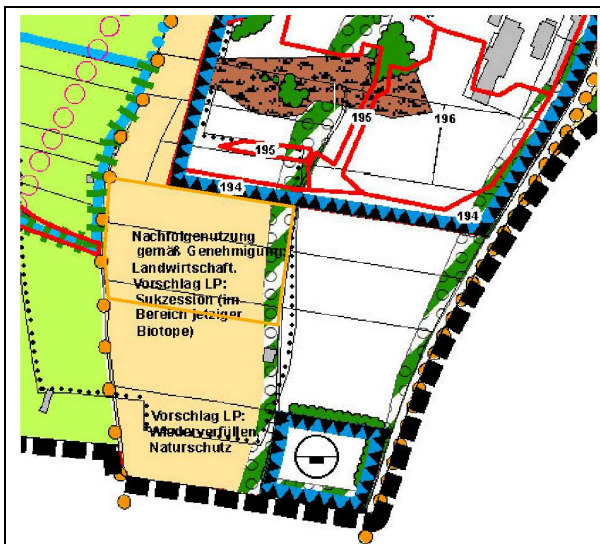 196
195
195
194
194
Nachfolgenutzung
gemäß Genehmigung:
Landwirtschaft.
Vorschlag LP:
Sukzession (im
Bereich jetziger
Biotope)
Vorschlag LP:
Wiederverfüllen
Naturschutz